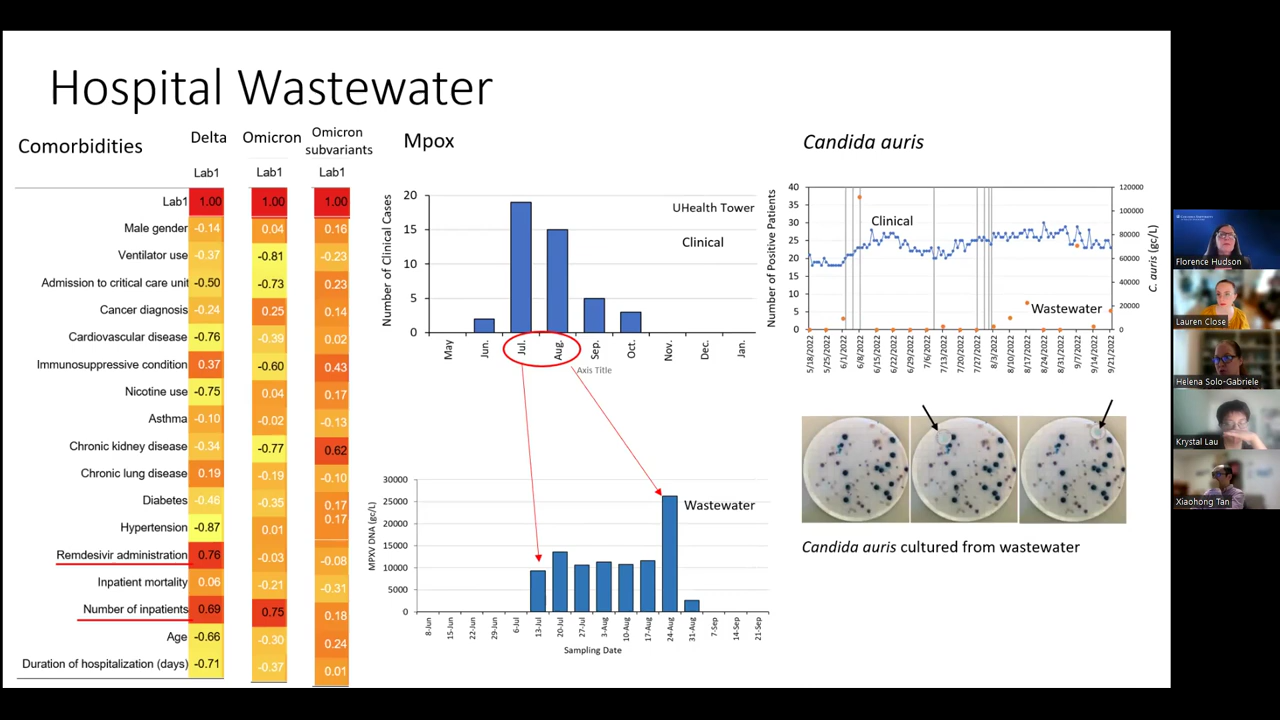 Hospital Wastewater
Comorbidities
Delta
Omicron
Omicron
subvariants
Lab1
Lab1
Lab1
Lab1 1.00 1.00 1.00
Male gender -0.14 0.04 0.16
Ventilator use -0.37 -0.81 -0.23
Admission to critical care unit -0.50 -0.73 0.23
Cancer diagnosis -0.24 0.25 0.14
Cardiovascular disease -0.76 -0.39 0.02
Immunosuppressive condition 0.37 -0.60 0.43
Nicotine use -0.75 0.04 0.17
Asthma -0.10 -0.02 -0.13
Chronic kidney disease -0.34 -0.77 0.62
Chronic lung disease 0.19 -0.19 -0.10
Diabetes -0.46 -0.35 0.17
0.17
Hypertension -0.87 0.01
Remdesivir administration 0.76 -0.03 -0.08
Inpatient mortality 0.06 -0.21 -0.31
Number of inpatients 0.69 0.75 0.18
Age -0.66 -0.30 0.24
Duration of hospitalization (days) -0.71 -0.37 0.01
Mpox
Number of Clinical Cases
20
15
10
5
0
UHealth Tower
Clinical
May Jun. Jul. Aug. Sep. Oct. Nov. Dec. Jan.
Axis Title
MPXV DNA (gc/L)
30000
25000
20000
15000
10000
5000
0
Wastewater
8-Jun 15-Jun 22-Jun 29-Jun 6-Jul 13-Jul 20-Jul 27-Jul 3-Aug 10-Aug 17-Aug 24-Aug 31-Aug 7-Sep 14-Sep 21-Sep
Sampling Date
Candida auris
Number of Positive Patients
40
35
30
25
20
15
10
5
0
Clinical
Wastewater
120000
100000
80000
60000
40000
20000
0
C. auris (gc/L)
5/18/2022 5/25/2022 6/1/2022 6/8/2022 6/15/2022 6/22/2022 6/29/2022 7/6/2022 7/13/2022 7/20/2022 7/27/2022 8/3/2022 8/10/2022 8/17/2022 8/24/2022 8/31/2022 9/7/2022 9/14/2022 9/21/2022
Candida auris cultured from wastewater
Florence Hudson
Lauren Close
Helena Solo-Gabriele
Krystal Lau
Xiaohong Tan